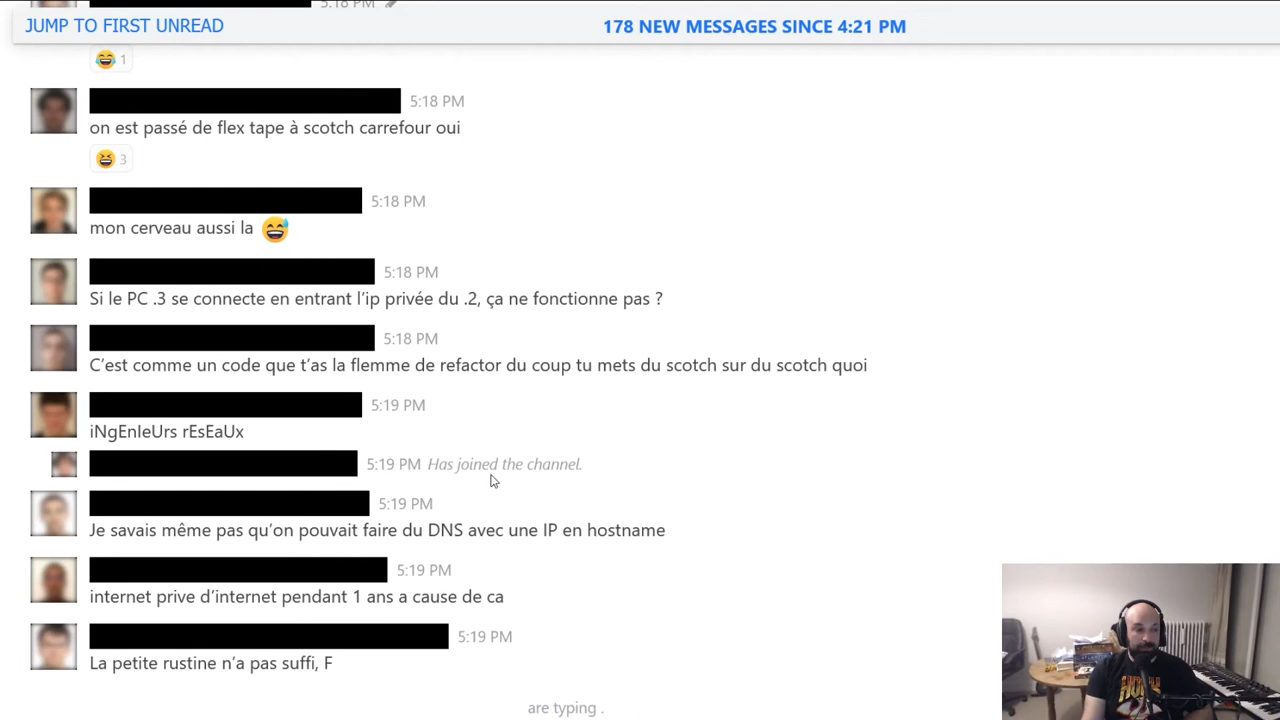 5:18 PM
JUMP TO FIRST UNREAD
178 NEW MESSAGES SINCE 4:21 PM
1
5:18 PM
on est passé de flex tape à scotch carrefour oui
3
5:18 PM
mon cerveau aussi la
5:18 PM
Si le PC .3 se connecte en entrant l'ip privée du .2, ça ne fonctionne pas ?
5:18 PM
C'est comme un code que t'as la flemme de refactor du coup tu mets du scotch sur du scotch quoi
5:19 PM
iNgEnIeUrs rEsEaUx
5:19 PM Has joined the channel.
5:19 PM
Je savais même pas qu'on pouvait faire du DNS avec une IP en hostname
5:19 PM
internet prive d'internet pendant 1 ans a cause de ca
5:19 PM
La petite rustine n'a pas suffi, F
are typing .